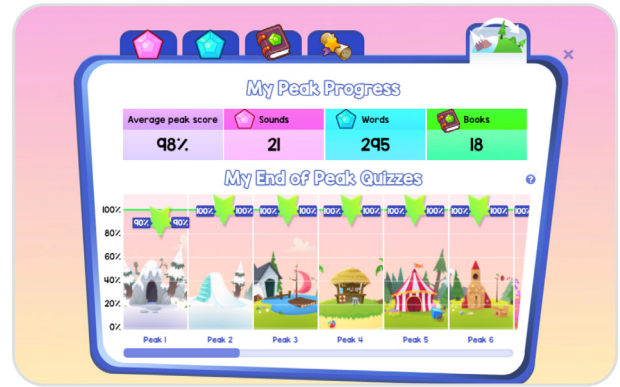 My Peak Progress
Average peak score
Sounds
Words
Books
98%
21
295
18
My End of Peak Quizzes
?
100%
80%
60%
40%
20%
0%
90% 90%
100% 100%
100% 100%
100% 100%
100% 100%
100% 100%
Peak 1
Peak 2
Peak 3
Peak 4
Peak 5
Peak 6